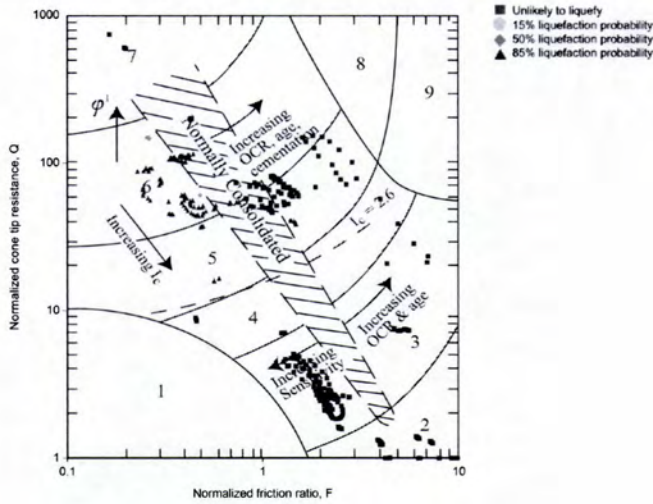 Unlikely to liquefy
15% liquefaction probability
50% liquefaction probability
85% liquefaction probability
Normalized cone tip resistance, Q
1000
100
10
1
7
8
9
φ'
Increasing
OCR, age,
cementation
Normally Consolidated
6
Increasing Ic
Ic = 2.6
5
4
Increasing
OCR & age
3
1
Increasing
Sensitivity
2
0.1
1
10
Normalized friction ratio, F